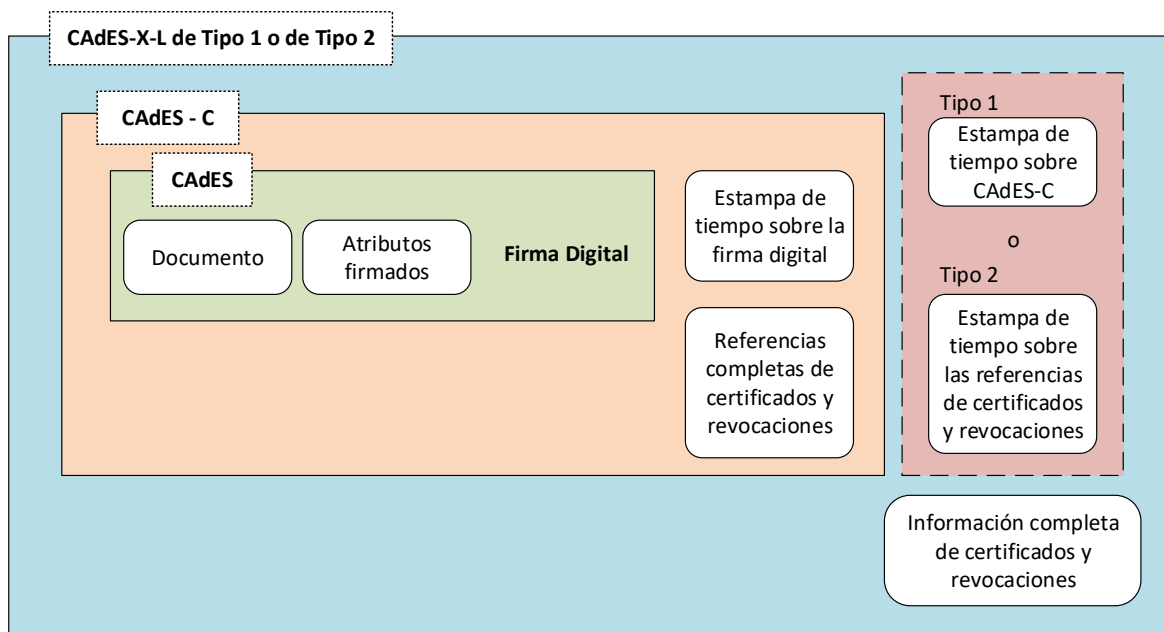 CAdES-X-L de Tipo 1 o de Tipo 2
CAdES - C
CAdES
Documento
Atributos
firmados
Firma Digital
Estampa de
tiempo sobre la
firma digital
Referencias
completas de
certificados y
revocaciones
Tipo 1
Estampa de
tiempo sobre
CAdES-C
o
Tipo 2
Estampa de
tiempo sobre
las referencias
de certificados
y revocaciones
Información completa
de certificados y
revocaciones